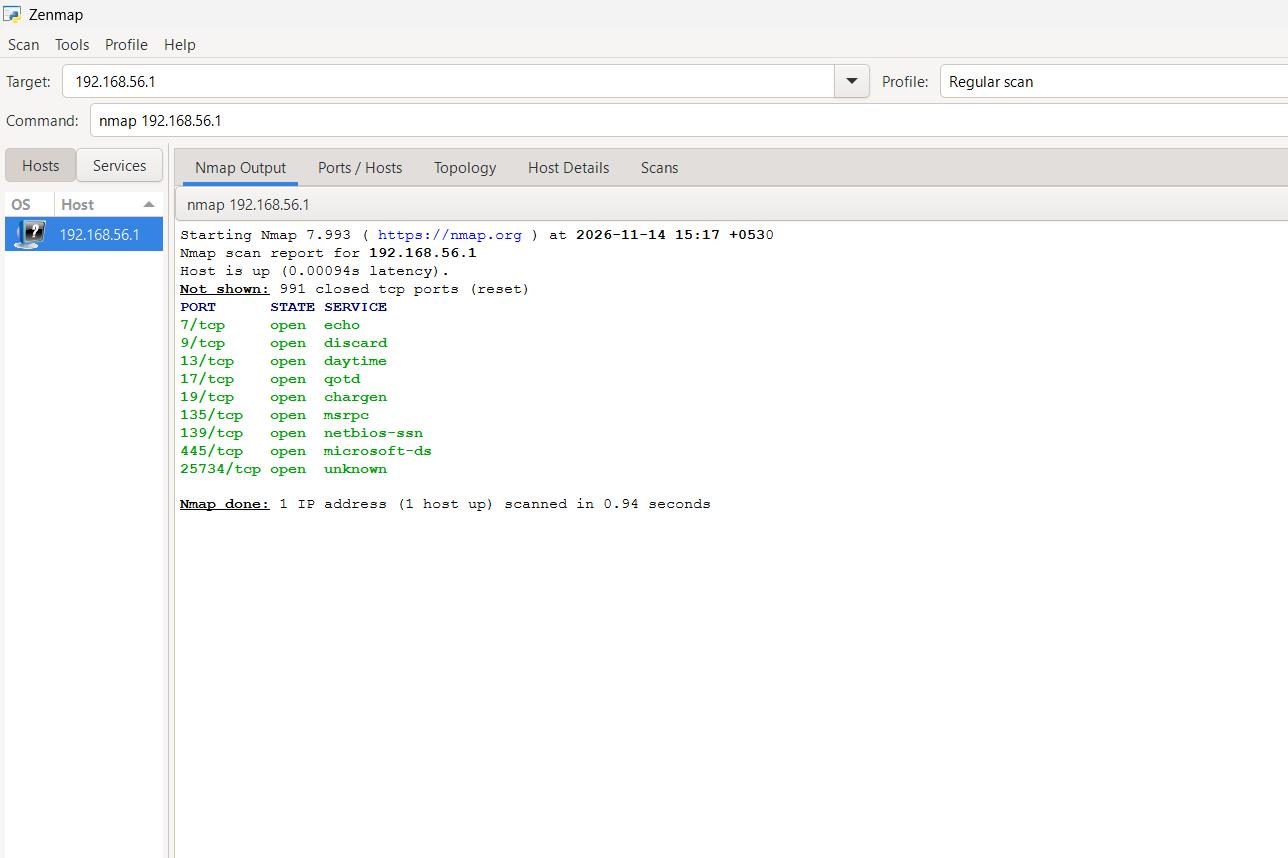 Zenmap
Scan Tools Profile Help
Target: 192.168.56.1 Profile: Regular scan
Command: nmap 192.168.56.1
Hosts Services
Nmap Output Ports / Hosts Topology Host Details Scans
OS Host
192.168.56.1
nmap 192.168.56.1
Starting Nmap 7.993 ( https://nmap.org ) at 2026-11-14 15:17 +0530
Nmap scan report for 192.168.56.1
Host is up (0.00094s latency).
Not shown: 991 closed tcp ports (reset)
PORT      STATE SERVICE
7/tcp     open  echo
9/tcp     open  discard
13/tcp    open  daytime
17/tcp    open  qotd
19/tcp    open  chargen
135/tcp   open  msrpc
139/tcp   open  netbios-ssn
445/tcp   open  microsoft-ds
25734/tcp open  unknown
Nmap done: 1 IP address (1 host up) scanned in 0.94 seconds